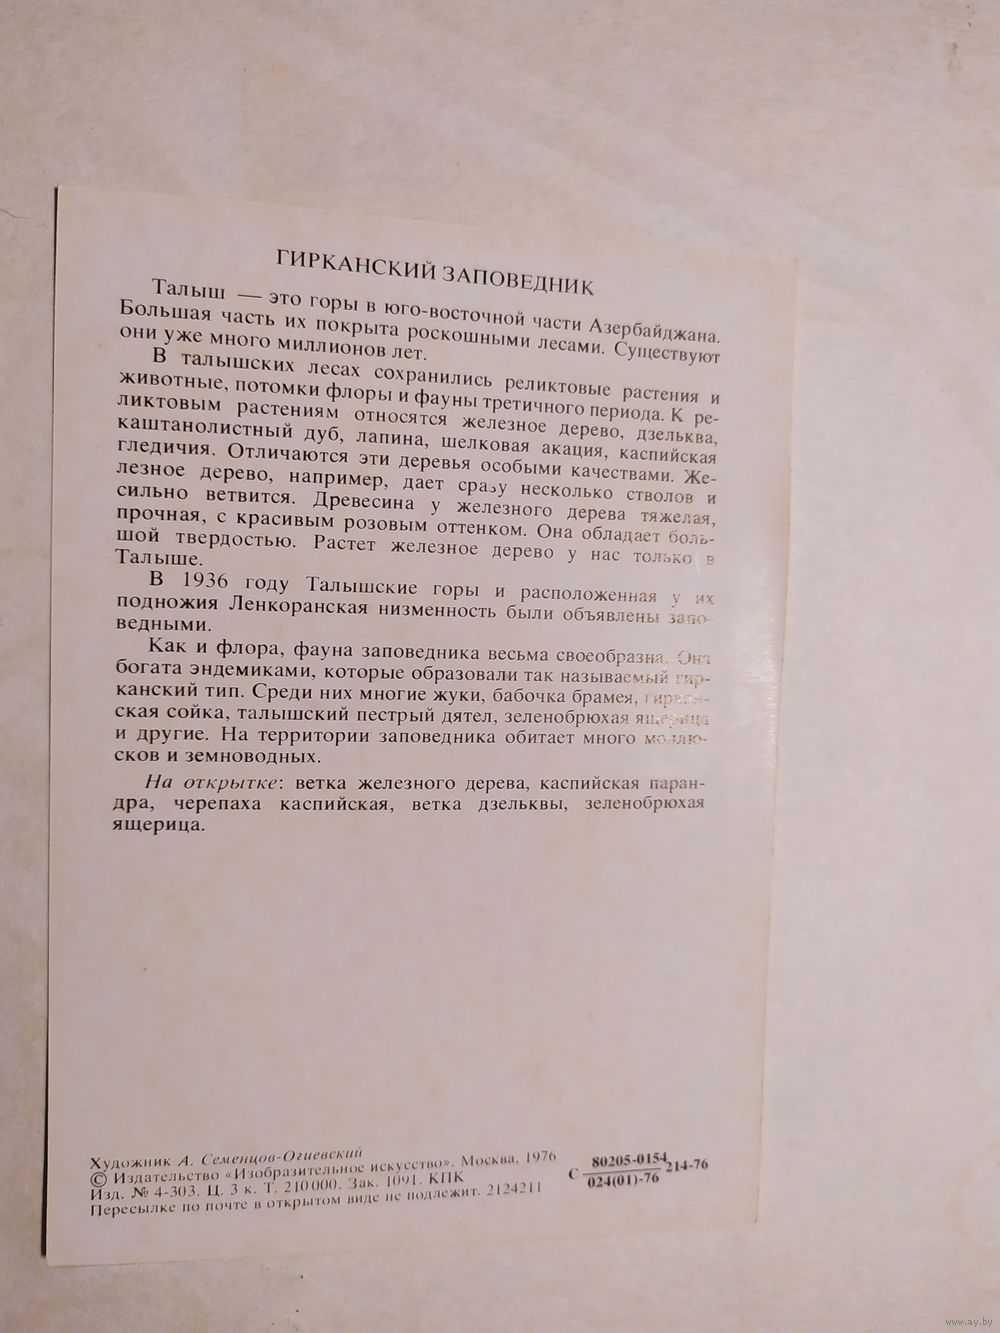 ГИРКАНСКИЙ ЗАПОВЕДНИК
Талыш — это горы в юго-восточной части Азербайджана.
Большая часть их покрыта роскошными лесами. Существуют
они уже много миллионов лет.
В талышских лесах сохранились реликтовые растения и
животные, потомки флоры и фауны третичного периода. К ре-
ликтовым растениям относятся железное дерево, дзельква,
каштанолистный дуб, лапина, шелковая акация, каспийская
гледичия. Отличаются эти деревья особыми качествами. Же-
лезное дерево, например, дает сразу несколько стволов и
сильно ветвится. Древесина у железного дерева тяжелая,
прочная, с красивым розовым оттенком. Она обладает боль-
шой твердостью. Растет железное дерево у нас только в
Талыше.
В 1936 году Талышские горы и расположенная у их
подножия Ленкоранская низменность были объявлены запо-
ведными.
Как и флора, фауна заповедника весьма своеобразна. Она
богата эндемиками, которые образовали так называемый гир-
канский тип. Среди них многие жуки, бабочка брамея, гиркан-
ская сойка, талышский пестрый дятел, зеленобрюхая ящерица
и другие. На территории заповедника обитает много моллю-
сков и земноводных.
На открытке: ветка железного дерева, каспийская паран-
дра, черепаха каспийская, ветка дзельквы, зеленобрюхая
ящерица.
Художник А. Семенцов-Огиевский
© Издательство «Изобразительное искусство». Москва, 1976
Изд. № 4-303. Ц. 3 к. Т. 210 000. Зак. 1091. КПК
Пересылке по почте в открытом виде не подлежит. 2124211
С 80205-0154 214-76
024(01)-76
www.ay.by